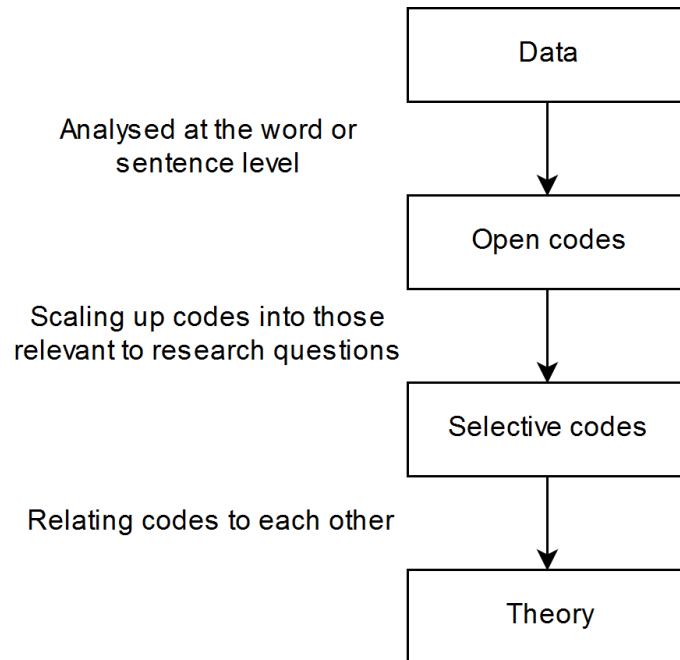 Data
Analysed at the word or
sentence level
Open codes
Scaling up codes into those
relevant to research questions
Selective codes
Relating codes to each other
Theory